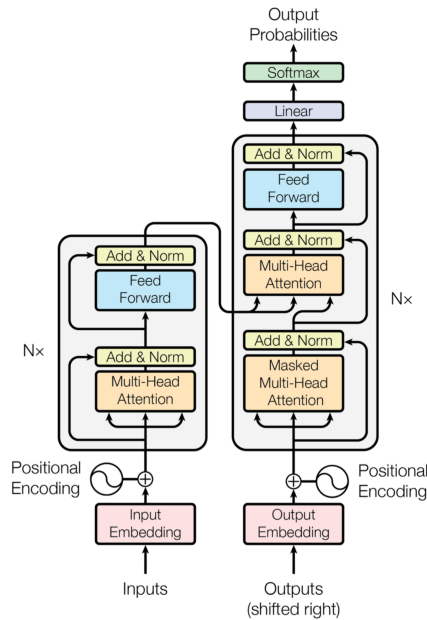 Output
Probabilities
Softmax
Linear
Add & Norm
Feed
Forward
Add & Norm
Multi-Head
Attention
Add & Norm
Masked
Multi-Head
Attention
Nx
Add & Norm
Feed
Forward
Add & Norm
Multi-Head
Attention
Nx
Positional
Encoding
Positional
Encoding
Input
Embedding
Output
Embedding
Inputs
Outputs
(shifted right)